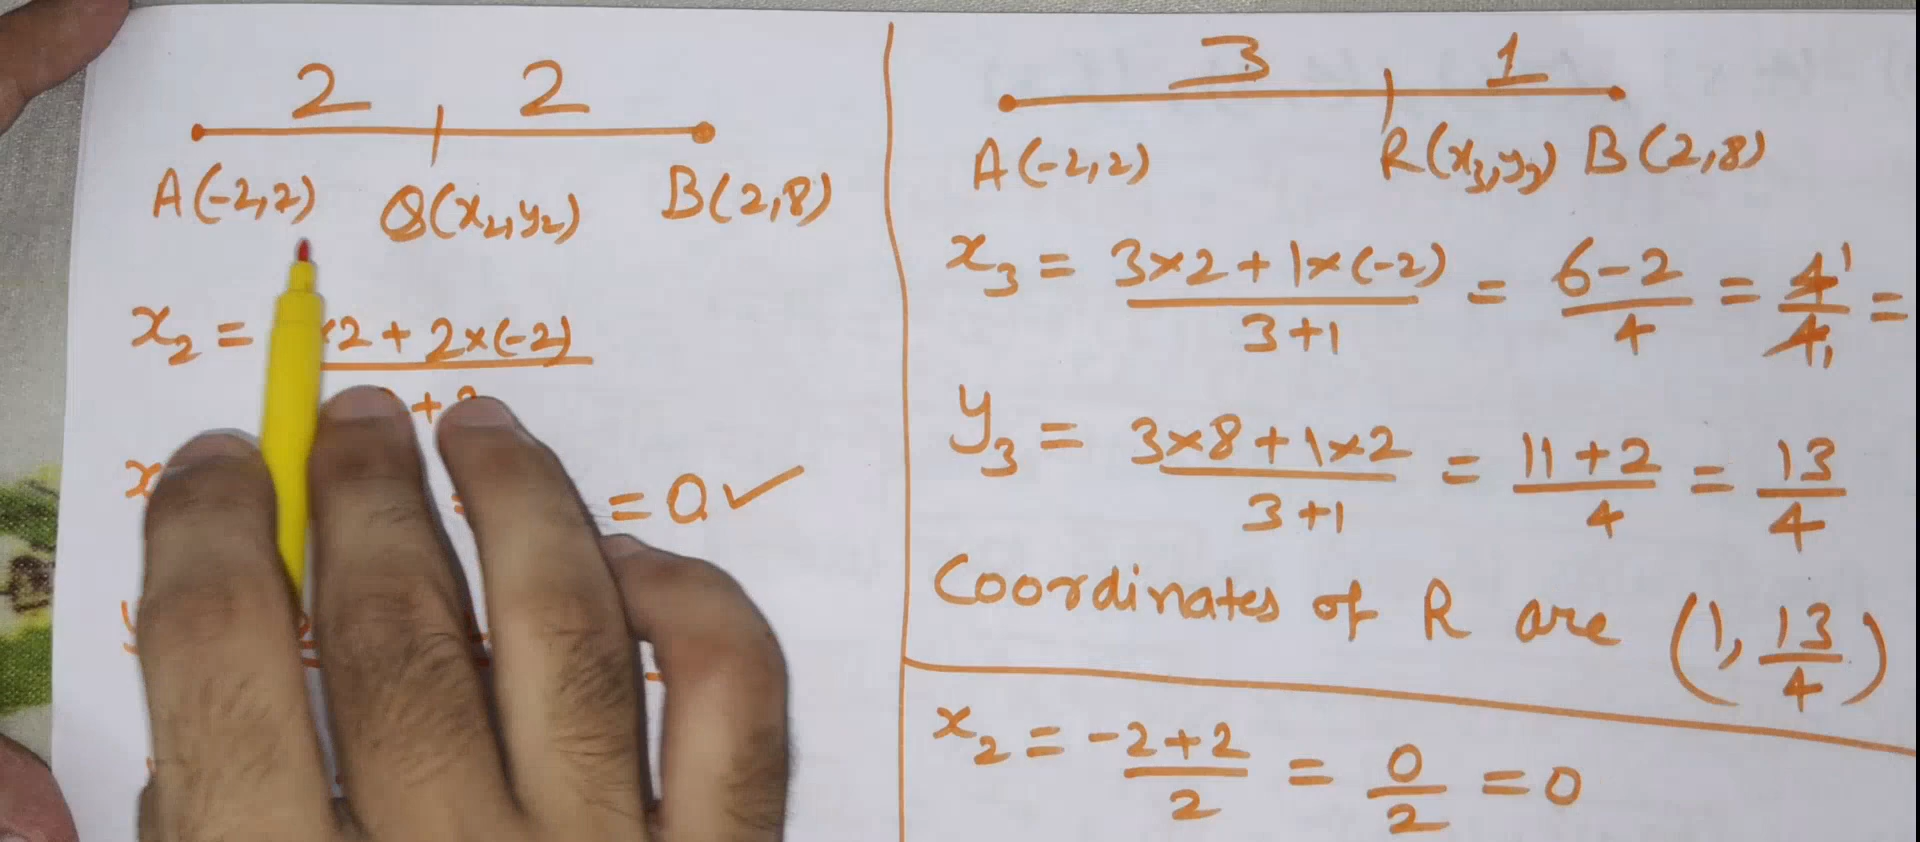 2 2
A(-2,2) Q(x₂,y₂) B(2,8)
x₂ = ×2 + 2×(-2)
+ 2
x = 0 ✓
3 1
A(-2,2) R(x₃,y₃) B(2,8)
x₃ = 3×2 + 1×(-2) / 3+1 = 6-2 / 4 = 4 1 / 4 1 =
y₃ = 3×8 + 1×2 / 3+1 = 11+2 / 4 = 13 / 4
Coordinates of R are (1, 13/4)
x₂ = -2+2 / 2 = 0 / 2 = 0